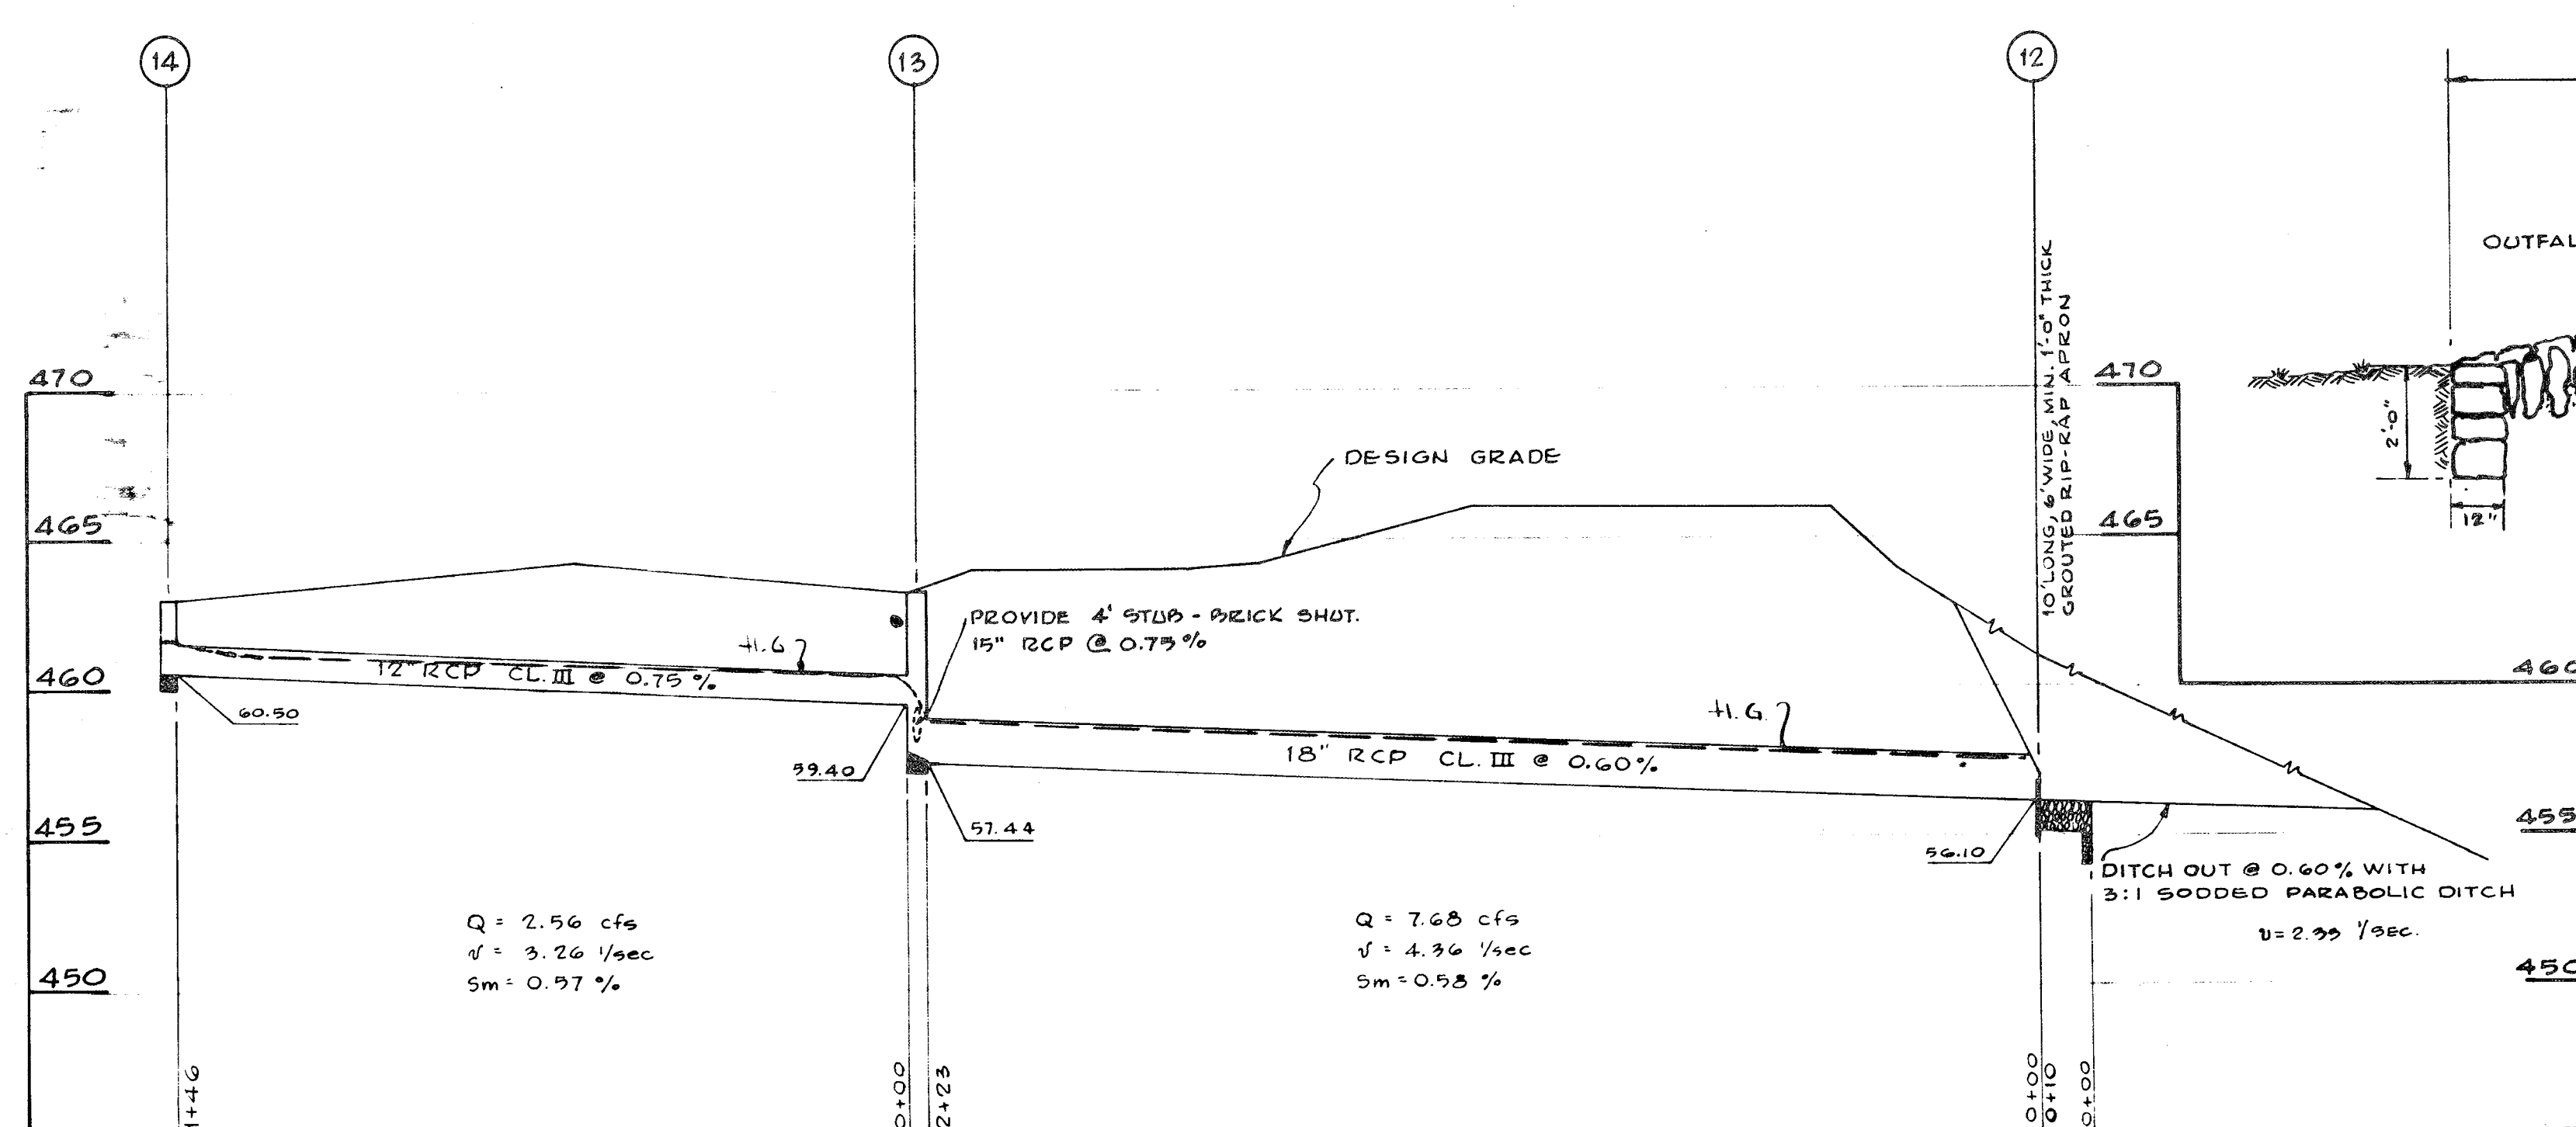 14
13
12
10' LONG, 6' WIDE, MIN. 1'-0" THICK
GROUTED RIP-RAP APRON
OUTFAL
470
470
2'-0"
12"
DESIGN GRADE
465
465
PROVIDE 4' STUB - BRICK SHUT.
15" RCP @ 0.75%
H.G.
12" RCP CL. III @ 0.75%
460
460
60.50
H.G.
18" RCP CL. III @ 0.60%
59.40
57.44
56.10
455
455
DITCH OUT @ 0.60% WITH
3:1 SODDED PARABOLIC DITCH
Q = 2.56 cfs
v = 3.26 '/sec
Sm = 0.57 %
Q = 7.68 cfs
v = 4.36 '/sec
Sm = 0.58 %
v = 2.39 '/SEC.
450
450
1+46
0+00
2+23
0+00
0+10
0+00